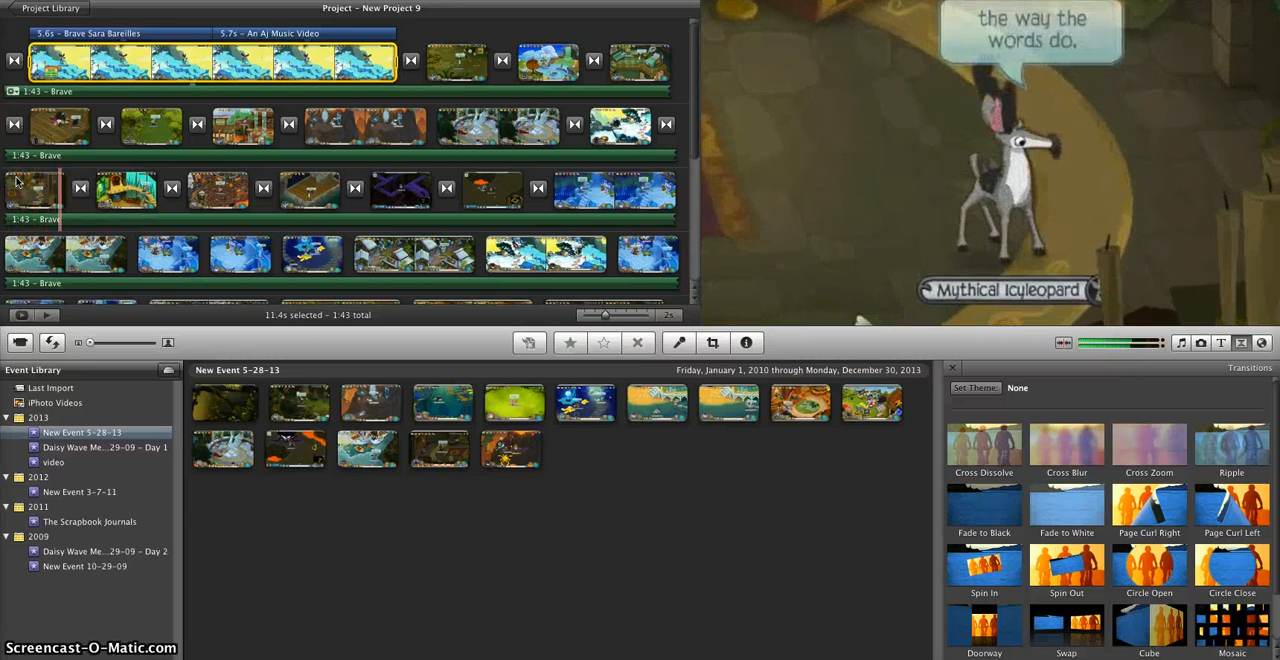 Project Library
Project - New Project 9
5.6s - Brave Sara Bareilles
5.7s - An Aj Music Video
1:43 - Brave
1:43 - Brave
1:43 - Brave
1:43 - Brave
11.4s selected - 1:43 total
2s
the way the
words do.
Mythical Icyleopard
Event Library
New Event 5-28-13
Friday, January 1, 2010 through Monday, December 30, 2013
Transitions
Last Import
iPhoto Videos
2013
New Event 5-28-13
Daisy Wave Me...29-09 - Day 1
video
2012
New Event 3-7-11
2011
The Scrapbook Journals
2009
Daisy Wave Me...29-09 - Day 2
New Event 10-29-09
Set Theme: None
Cross Dissolve
Cross Blur
Cross Zoom
Ripple
Fade to Black
Fade to White
Page Curl Right
Page Curl Left
Spin In
Spin Out
Circle Open
Circle Close
Doorway
Swap
Cube
Mosaic
Screencast-O-Matic.com